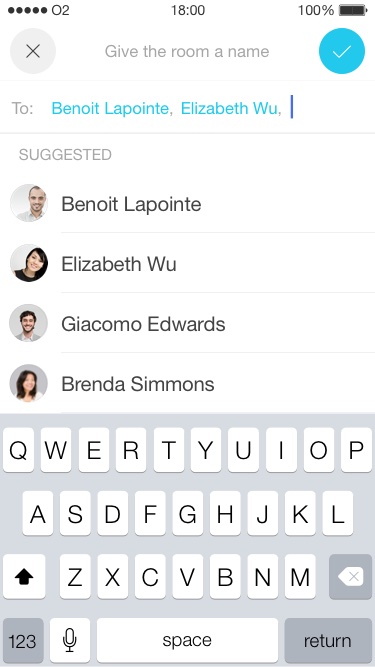 ●●●●● O2 18:00 100%
Give the room a name
To: Benoit Lapointe, Elizabeth Wu,
SUGGESTED
Benoit Lapointe
Elizabeth Wu
Giacomo Edwards
Brenda Simmons
Q W E R T Y U I O P
A S D F G H J K L
Z X C V B N M
123 space return